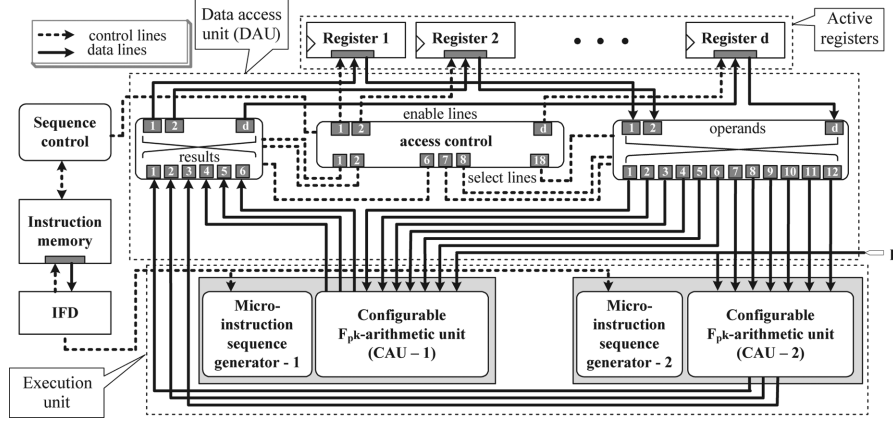 control lines
data lines
Data access
unit (DAU)
Register 1
Register 2
Register d
Active
registers
Sequence
control
1 2 d
results
1 2 3 4 5 6
enable lines
1 2 d
access control
1 2 6 7 8 18
select lines
1 2 operands d
1 2 3 4 5 6 7 8 9 10 11 12
Instruction
memory
IFD
Micro-
instruction
sequence
generator - 1
Configurable
Fpk-arithmetic unit
(CAU – 1)
Micro-
instruction
sequence
generator - 2
Configurable
Fpk-arithmetic unit
(CAU – 2)
Execution
unit